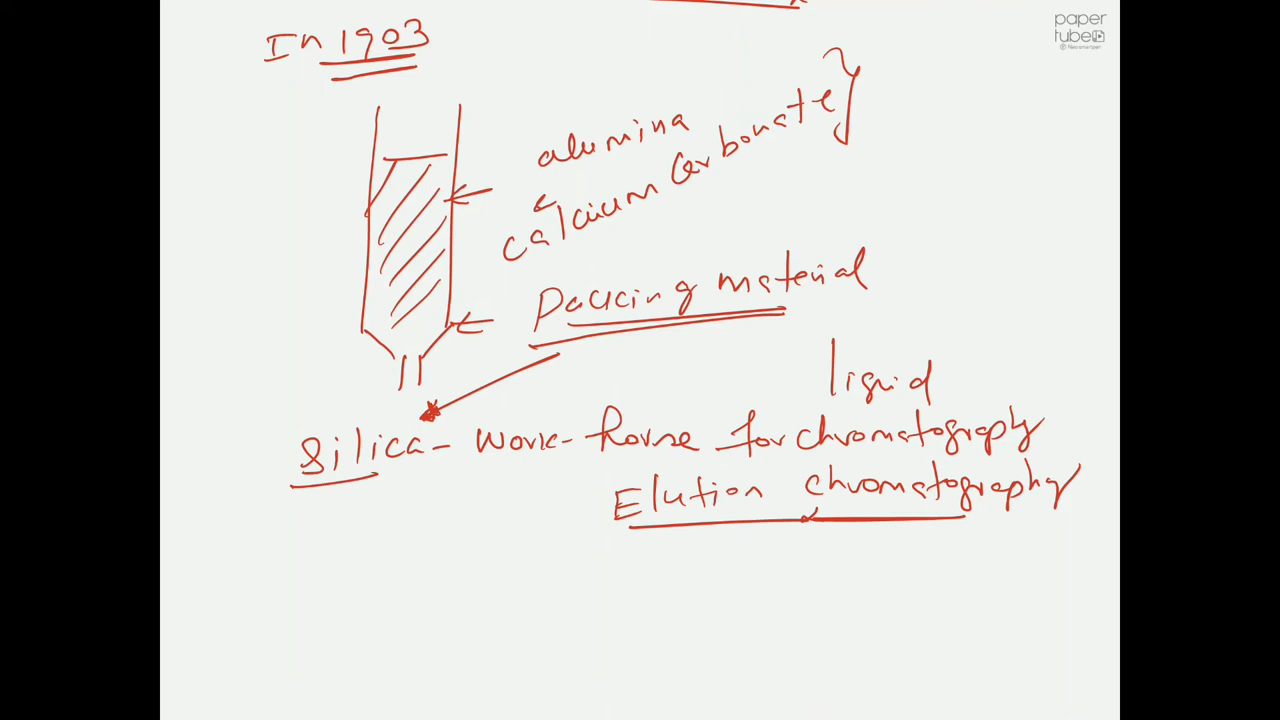 paper
tube
In 1903
alumina
calcium carbonate
Packing material
liquid
Silica - work-horse for chromatography
Elution chromatography